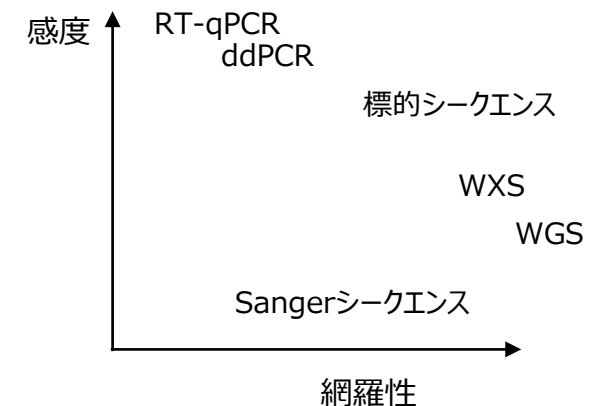 感度
RT-qPCR
ddPCR
標的シークエンス
WXS
WGS
Sangerシークエンス
網羅性